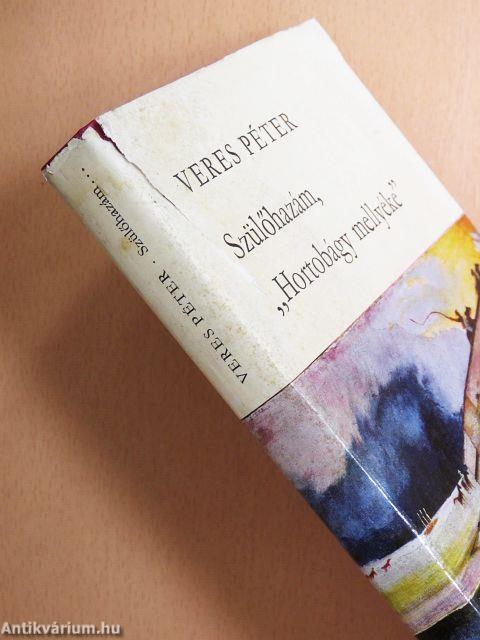 VERES PÉTER
Szülőhazám,
„Hortobágy mellyéke”
VERES PÉTER · Szülőhazám...
Antikvárium.hu